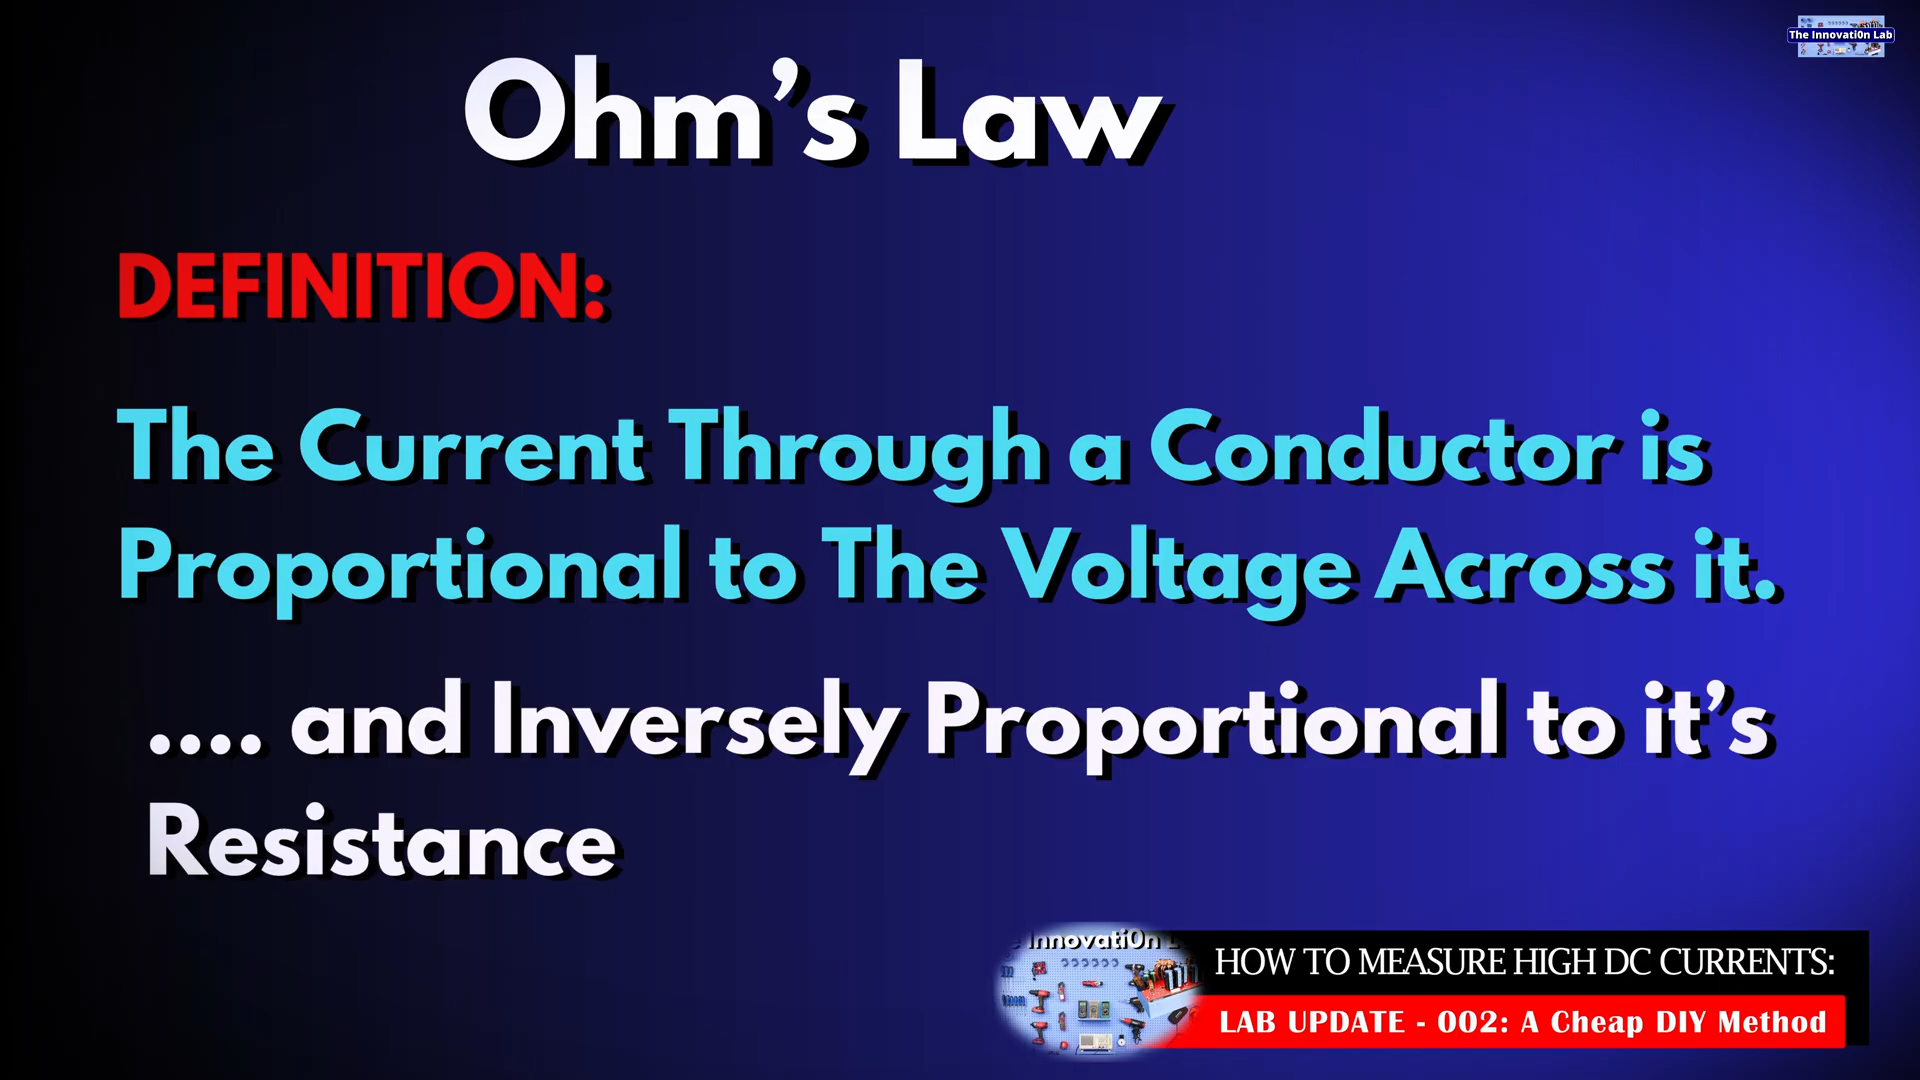 The Innovati0n Lab
Ohm’s Law
DEFINITION:
The Current Through a Conductor is
Proportional to The Voltage Across it.
.... and Inversely Proportional to it’s
Resistance
Innovati0n
HOW TO MEASURE HIGH DC CURRENTS:
LAB UPDATE - 002: A Cheap DIY Method